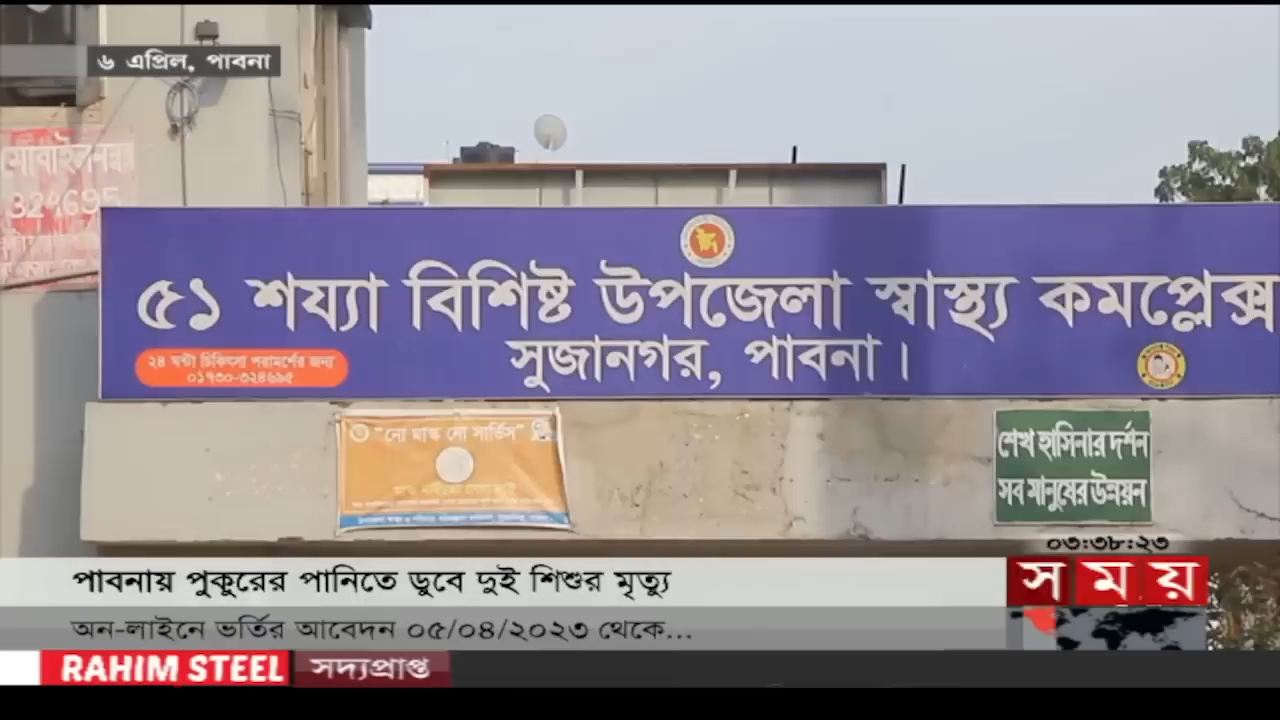 ৬ এপ্রিল, পাবনা
৫১ শয্যা বিশিষ্ট উপজেলা স্বাস্থ্য কমপ্লেক্স
সুজানগর, পাবনা।
২৪ ঘন্টা চিকিৎসা পরামর্শের জন্য
০১৭৩০-৩২৪৬৯৫
"নো মাস্ক নো সার্ভিস"
শেখ হাসিনার দর্শন
সব মানুষের উন্নয়ন
০৩:৩৮:২৩
পাবনায় পুকুরের পানিতে ডুবে দুই শিশুর মৃত্যু
সময়
অন-লাইনে ভর্তির আবেদন ০৫/০৪/২০২৩ থেকে...
RAHIM STEEL সদ্যপ্রাপ্ত